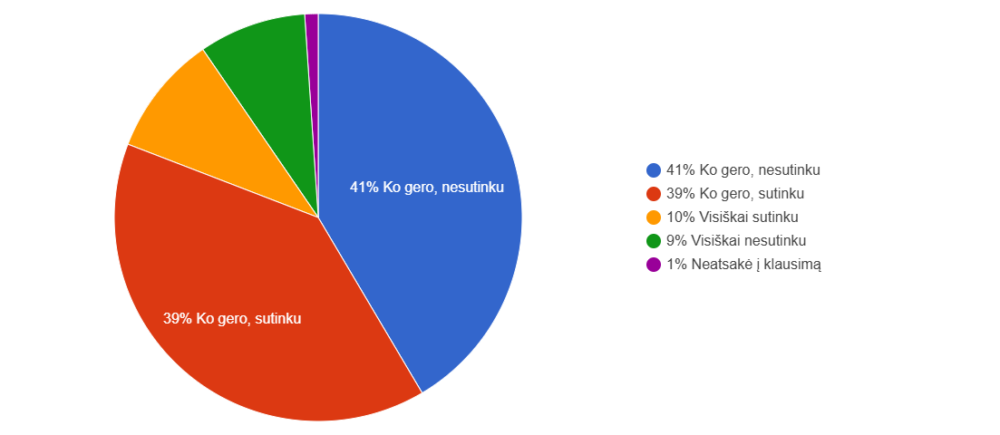 41% Ko gero, nesutinku
39% Ko gero, sutinku
41% Ko gero, nesutinku
39% Ko gero, sutinku
10% Visiškai sutinku
9% Visiškai nesutinku
1% Neatsakė į klausimą